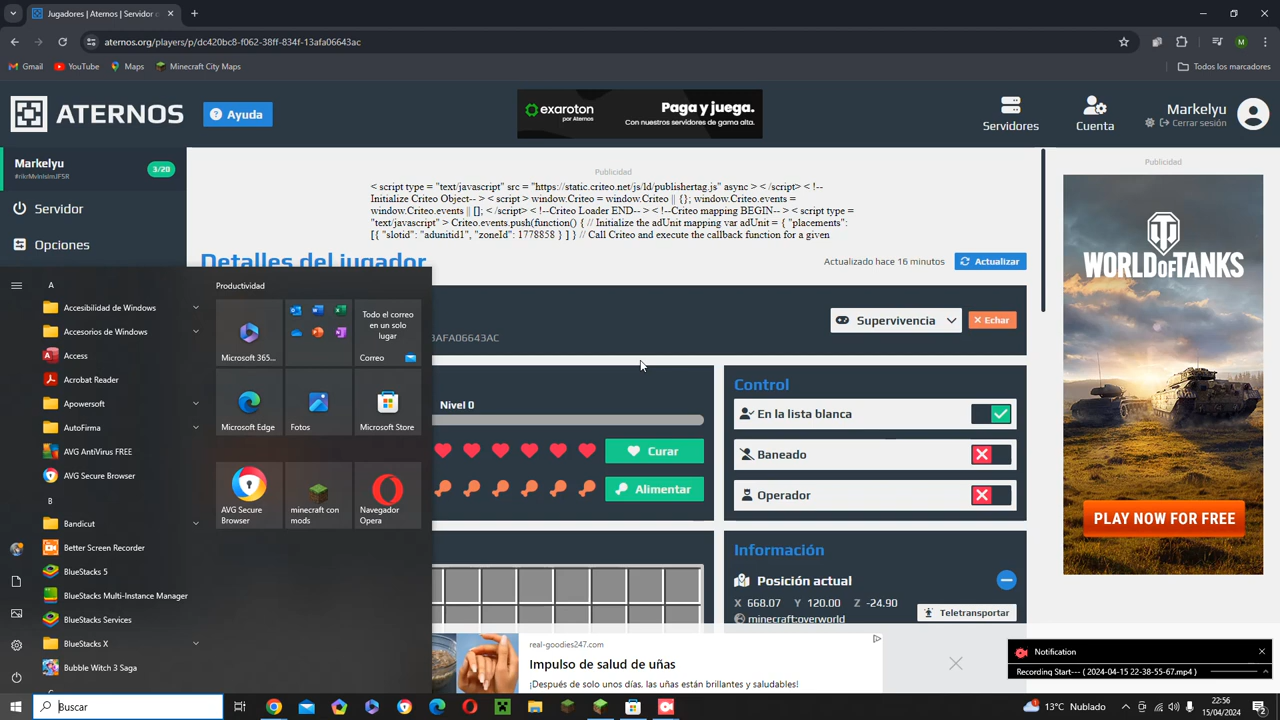 Jugadores | Aternos | Servidor d
aternos.org/players/p/dc420bc8-f062-38ff-834f-13afa06643ac
M
Gmail
YouTube
Maps
Minecraft City Maps
Todos los marcadores
ATERNOS
Ayuda
exaroton
por Aternos
Paga y juega.
Con nuestros servidores de gama alta.
Servidores
Cuenta
Markelyu
Cerrar sesión
Markelyu
3/20
Servidor
Opciones
Publicidad
< script type = "text/javascript" src = "https://static.criteo.net/js/ld/publishertag.js" async > < /script> < !--
Initialize Criteo Object-- > < script > window.Criteo = window.Criteo || {}; window.Criteo.events =
window.Criteo.events || []; < /script> < !--Criteo Loader END-- > < !--Criteo mapping BEGIN-- > < script type =
"text/javascript" > Criteo.events.push(function() { // Initialize the adUnit mapping var adUnit = { "placements":
[{ "slotid": "adunitd1", "zoneId": 1778858 } ] } // Call Criteo and execute the callback function for a given
Detalles del jugador
Actualizado hace 16 minutos
Actualizar
3AFA06643AC
Supervivencia
Echar
Nivel 0
Curar
Alimentar
Control
En la lista blanca
Baneado
Operador
Información
Posición actual
X 668.07 Y 120.00 Z -24.90
minecraft:overworld
Teletransportar
Publicidad
WORLD OF TANKS
PLAY NOW FOR FREE
A
Accesibilidad de Windows
Accesorios de Windows
Access
Acrobat Reader
Apowersoft
AutoFirma
AVG AntiVirus FREE
AVG Secure Browser
B
Bandicut
Better Screen Recorder
BlueStacks 5
BlueStacks Multi-Instance Manager
BlueStacks Services
BlueStacks X
Bubble Witch 3 Saga
Productividad
Microsoft 365...
Todo el correo
en un solo
lugar
Correo
Microsoft Edge
Fotos
Microsoft Store
AVG Secure
Browser
minecraft con
mods
Navegador
Opera
real-goodies247.com
Impulso de salud de uñas
¡Después de solo unos días, las uñas están brillantes y saludables!
Notification
Recording Start--- ( 2024-04-15 22-38-55-67.mp4 )
Buscar
13°C Nublado
22:56
15/04/2024
2